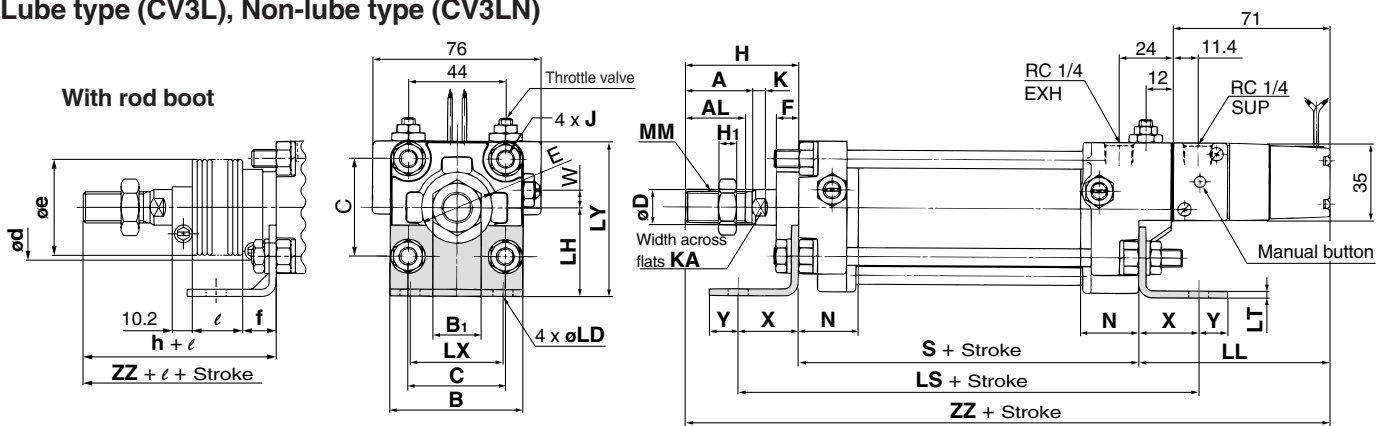 Lube type (CV3L), Non-lube type (CV3LN)
With rod boot
øe
ød
10.2
ℓ
f
h + ℓ
ZZ + ℓ + Stroke
76
44
Throttle valve
4 x J
E
W
C
LH
LY
B1
LX
C
B
4 x øLD
H
A
K
AL
F
H1
MM
øD
Width across
flats KA
71
24
11.4
12
RC 1/4
EXH
RC 1/4
SUP
35
Manual button
Y
X
N
N
X
Y
LT
S + Stroke
LL
LS + Stroke
ZZ + Stroke